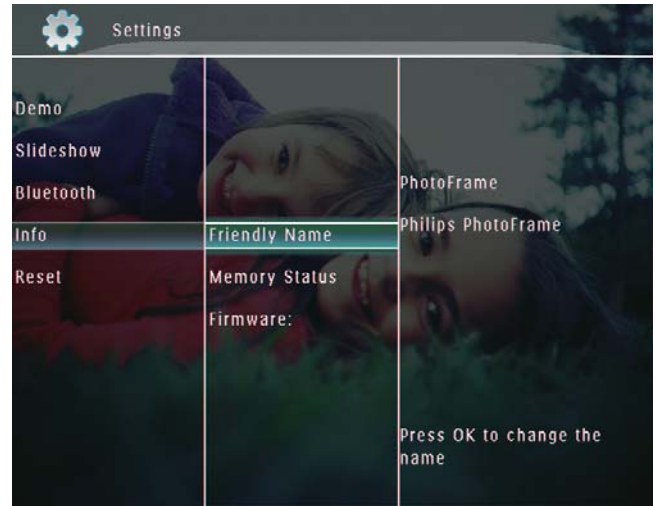 Settings
Demo
Slideshow
Bluetooth
Info
Reset
Friendly Name
Memory Status
Firmware:
PhotoFrame
Philips PhotoFrame
Press OK to change the
name